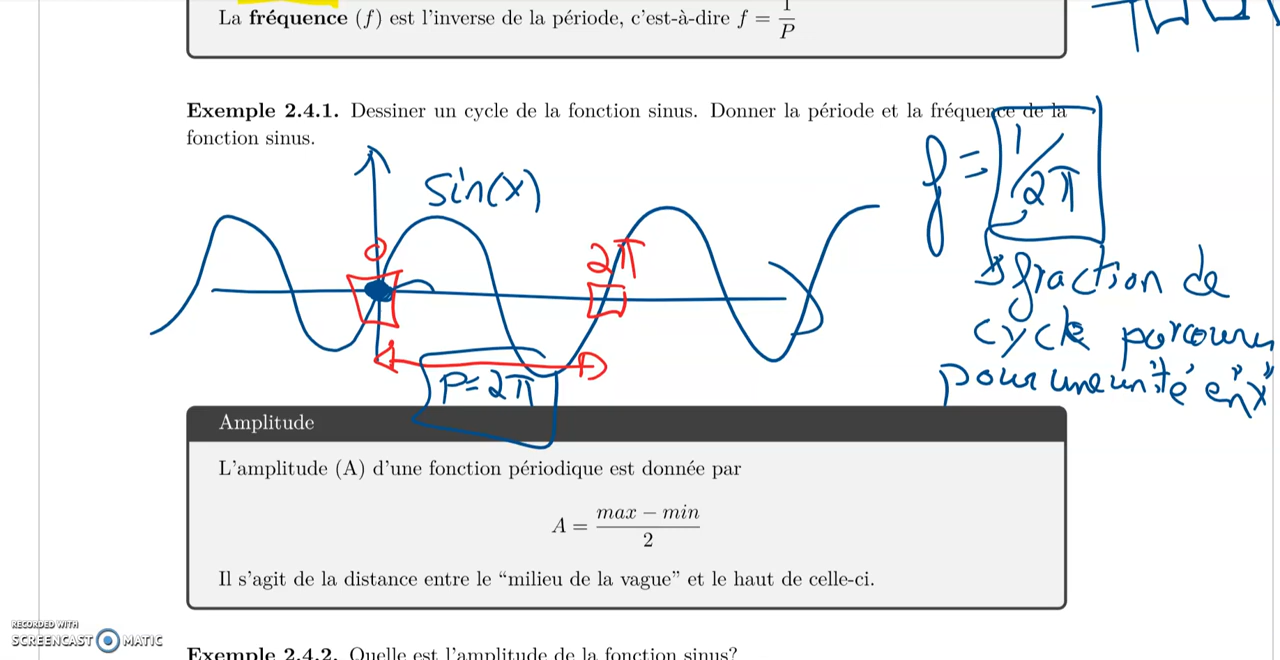 La fréquence (f) est l'inverse de la période, c'est-à-dire f = 1/P
Exemple 2.4.1. Dessiner un cycle de la fonction sinus. Donner la période et la fréquence de la
fonction sinus.
sin(x)
f = 1/2π
0
2π
fraction de
cycle parcouru
pour une unité en "x"
P = 2π
Amplitude
L'amplitude (A) d'une fonction périodique est donnée par
A = max − min / 2
Il s'agit de la distance entre le “milieu de la vague” et le haut de celle-ci.
RECORDED WITH
SCREENCAST MATIC
Exemple 2.4.2. Quelle est l'amplitude de la fonction sinus?